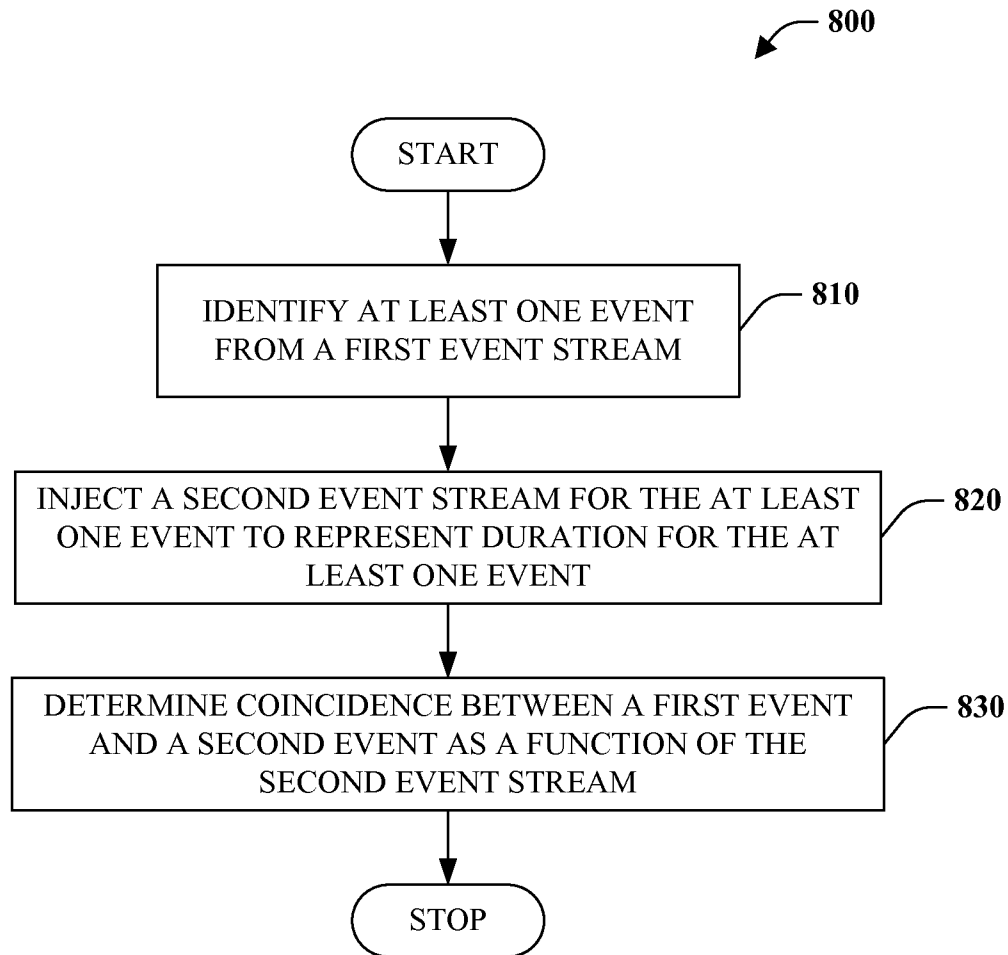 800
START
IDENTIFY AT LEAST ONE EVENT
FROM A FIRST EVENT STREAM
810
INJECT A SECOND EVENT STREAM FOR THE AT LEAST
ONE EVENT TO REPRESENT DURATION FOR THE AT
LEAST ONE EVENT
820
DETERMINE COINCIDENCE BETWEEN A FIRST EVENT
AND A SECOND EVENT AS A FUNCTION OF THE
SECOND EVENT STREAM
830
STOP